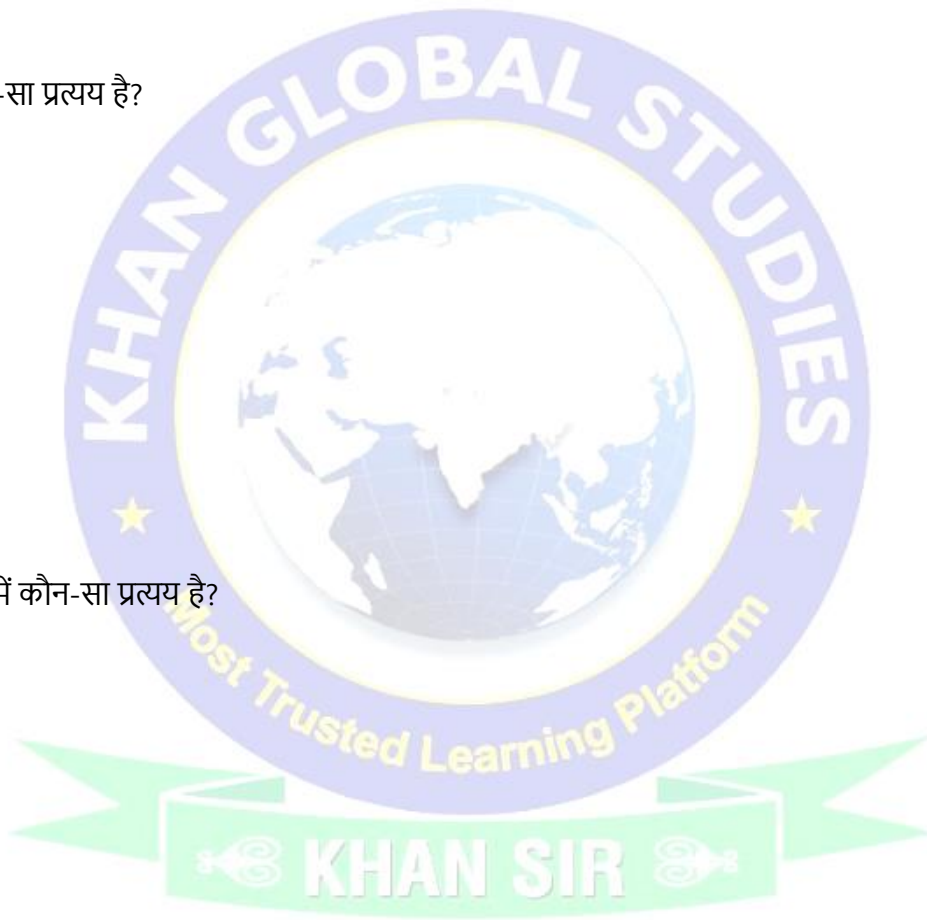 -सा प्रत्यय है?
KHAN GLOBAL STUDIES
में कौन-सा प्रत्यय है?
Most Trusted Learning Platform
KHAN SIR